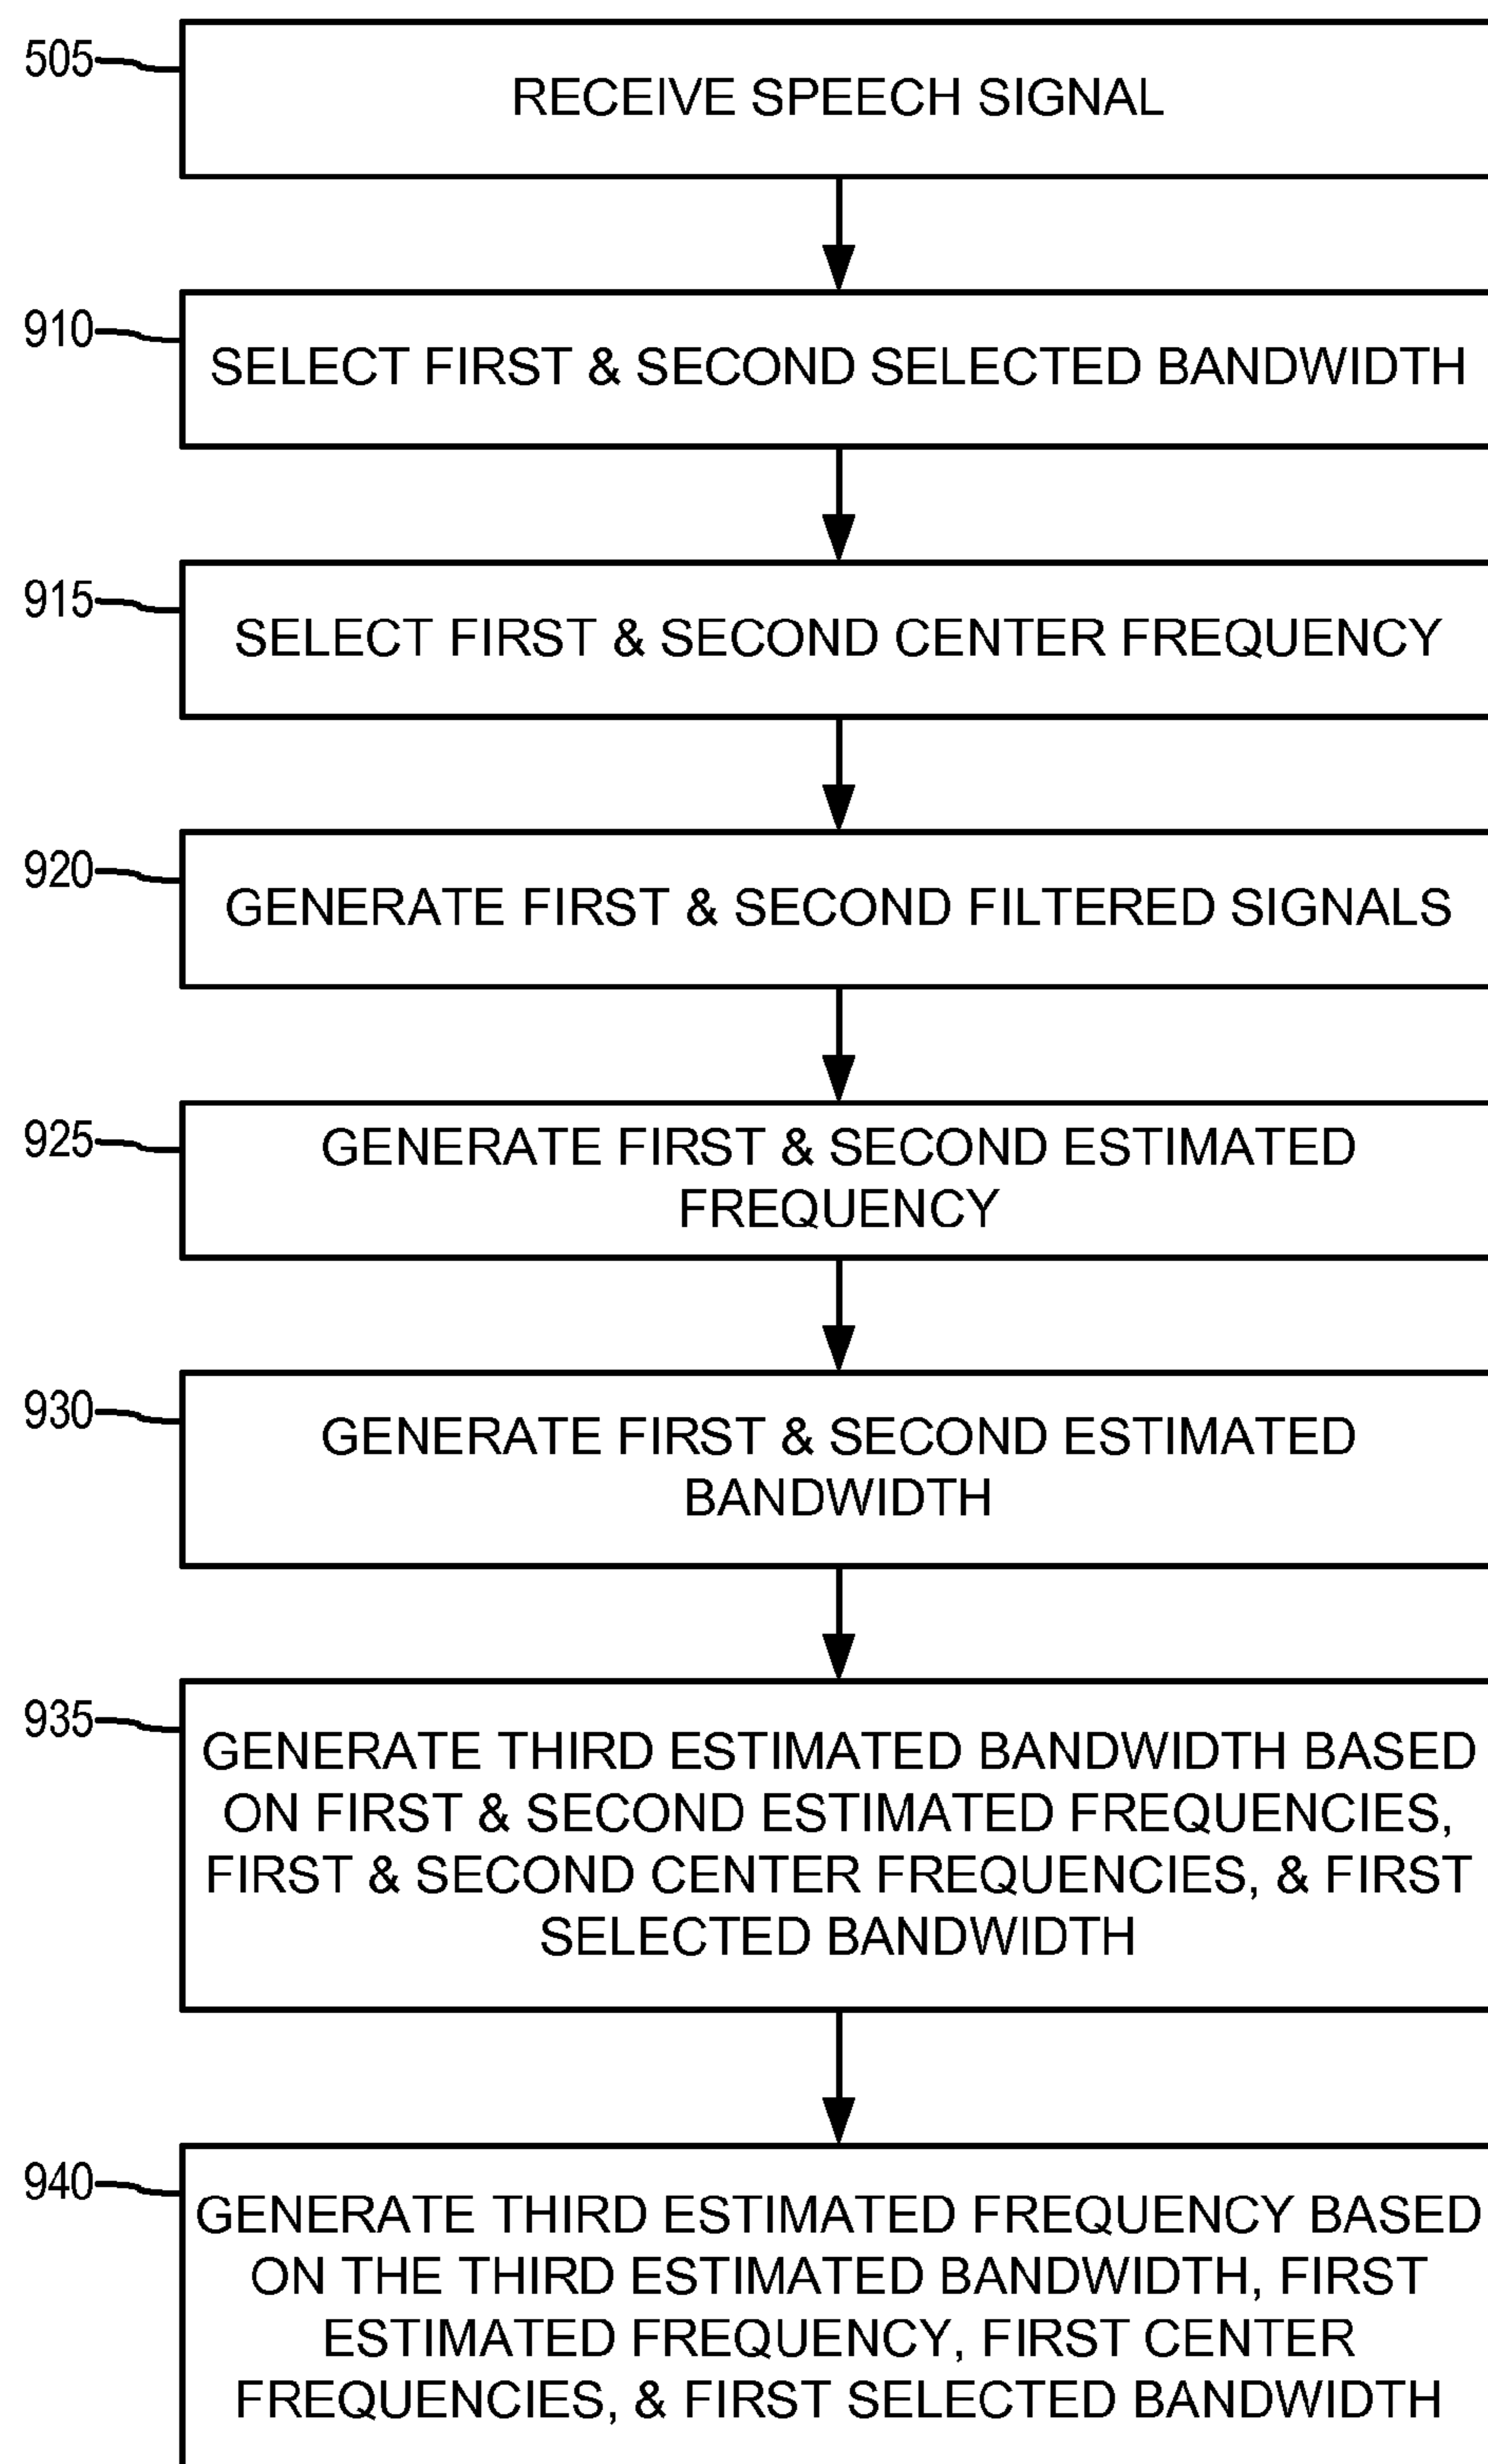 505
RECEIVE SPEECH SIGNAL
910
SELECT FIRST & SECOND SELECTED BANDWIDTH
915
SELECT FIRST & SECOND CENTER FREQUENCY
920
GENERATE FIRST & SECOND FILTERED SIGNALS
925
GENERATE FIRST & SECOND ESTIMATED
FREQUENCY
930
GENERATE FIRST & SECOND ESTIMATED
BANDWIDTH
935
GENERATE THIRD ESTIMATED BANDWIDTH BASED
ON FIRST & SECOND ESTIMATED FREQUENCIES,
FIRST & SECOND CENTER FREQUENCIES, & FIRST
SELECTED BANDWIDTH
940
GENERATE THIRD ESTIMATED FREQUENCY BASED
ON THE THIRD ESTIMATED BANDWIDTH, FIRST
ESTIMATED FREQUENCY, FIRST CENTER
FREQUENCIES, & FIRST SELECTED BANDWIDTH